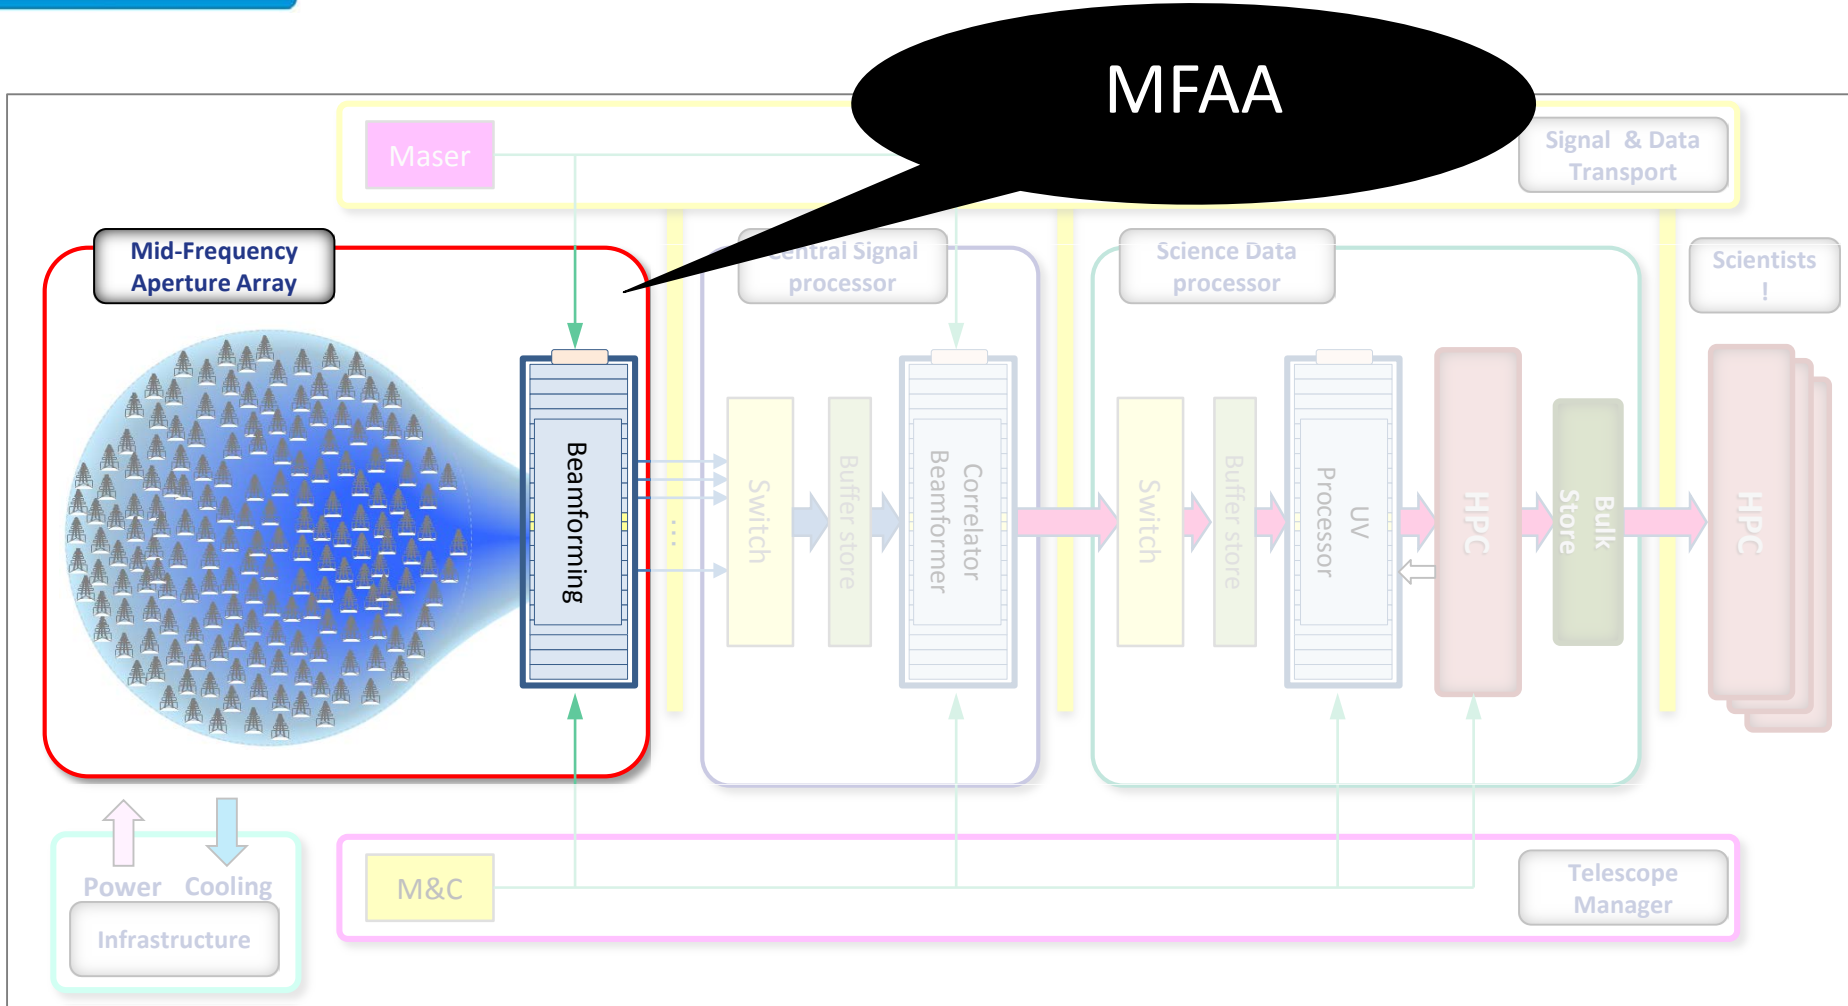 MFAA
Maser
Signal & Data
Transport
Mid-Frequency
Aperture Array
Central Signal
processor
Science Data
processor
Scientists
!
Beamforming
...
Switch
Buffer store
Correlator
Beamformer
Switch
Buffer store
UV
Processor
HPC
Bulk
Store
HPC
Power
Cooling
Infrastructure
M&C
Telescope
Manager